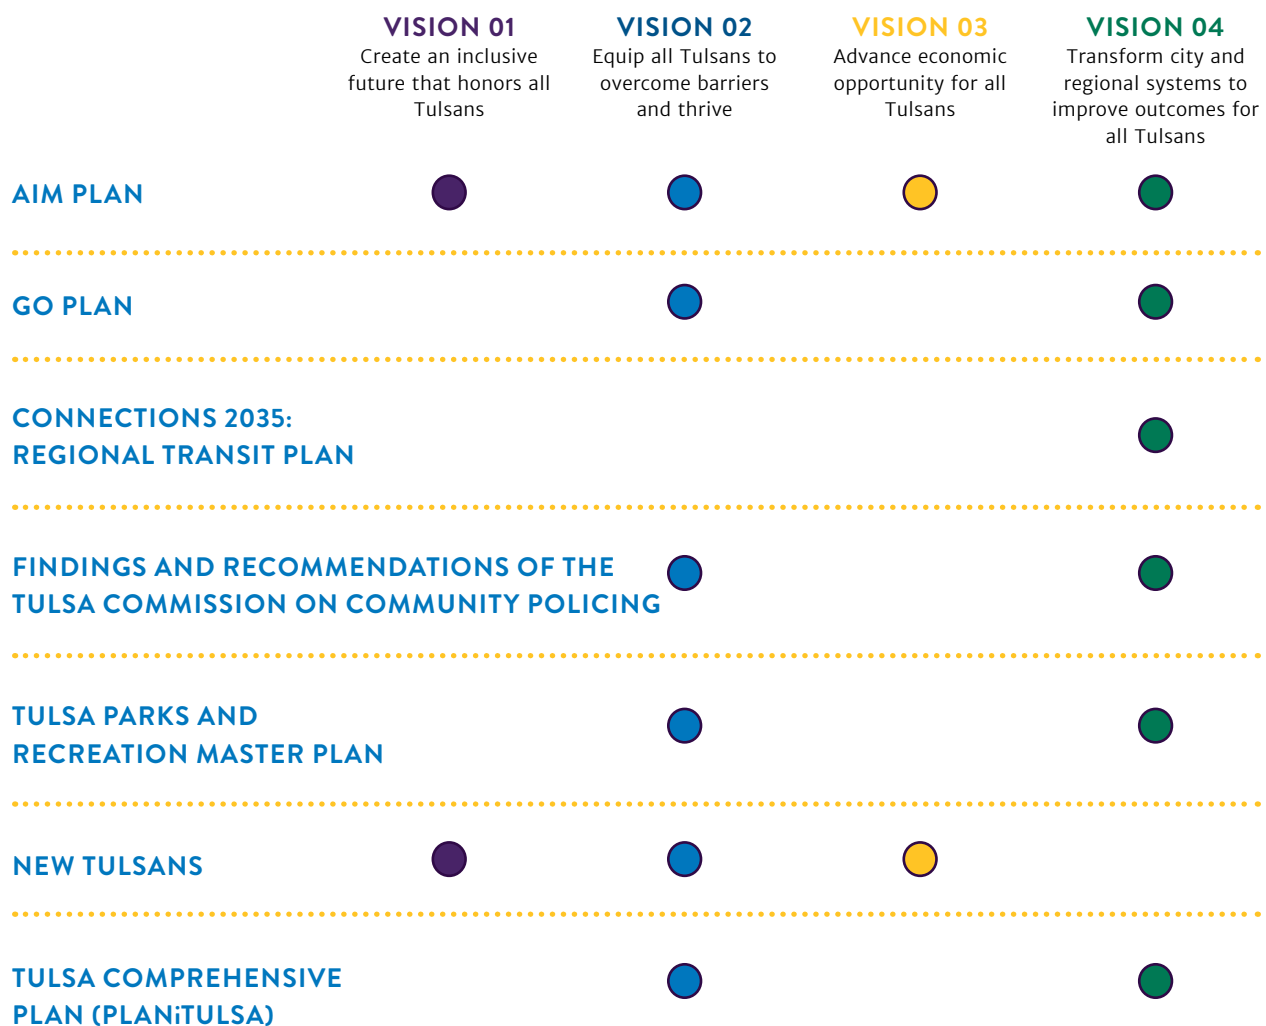 VISION 01
Create an inclusive
future that honors all
Tulsans
VISION 02
Equip all Tulsans to
overcome barriers
and thrive
VISION 03
Advance economic
opportunity for all
Tulsans
VISION 04
Transform city and
regional systems to
improve outcomes for
all Tulsans
AIM PLAN
GO PLAN
CONNECTIONS 2035:
REGIONAL TRANSIT PLAN
FINDINGS AND RECOMMENDATIONS OF THE
TULSA COMMISSION ON COMMUNITY POLICING
TULSA PARKS AND
RECREATION MASTER PLAN
NEW TULSANS
TULSA COMPREHENSIVE
PLAN (PLANiTULSA)